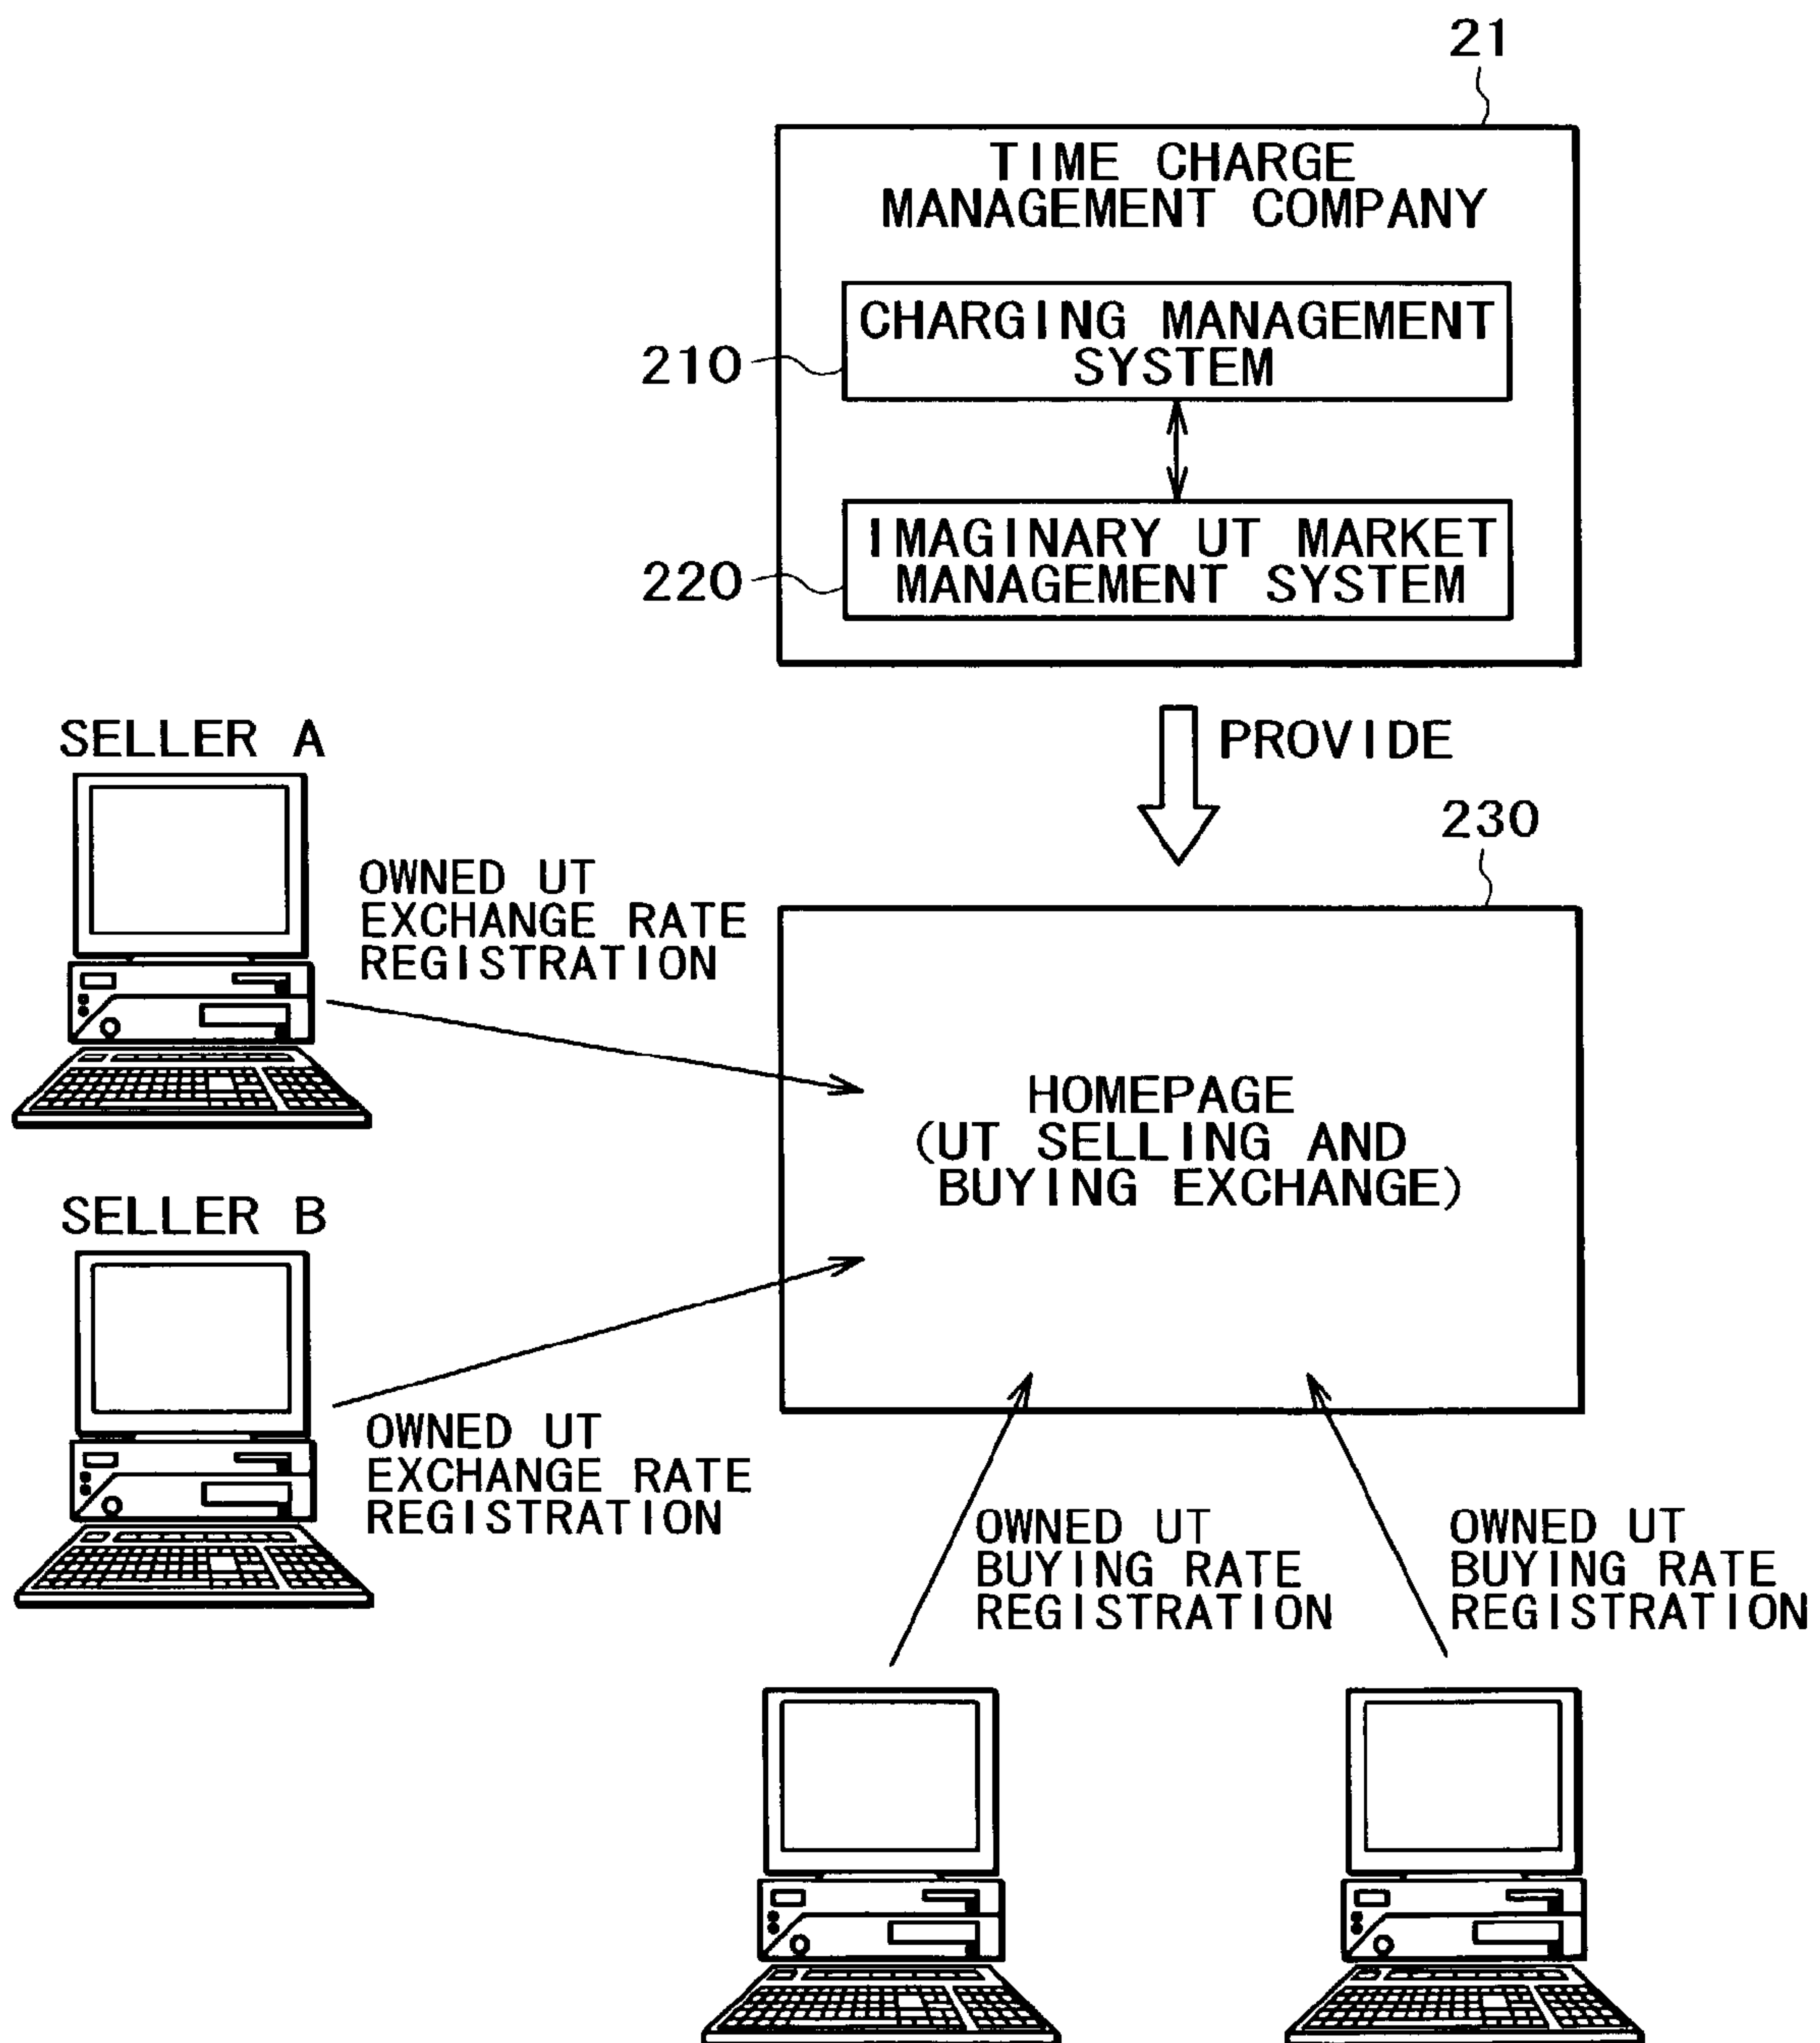 21
TIME CHARGE
MANAGEMENT COMPANY
CHARGING MANAGEMENT
SYSTEM
210
IMAGINARY UT MARKET
MANAGEMENT SYSTEM
220
PROVIDE
230
SELLER A
OWNED UT
EXCHANGE RATE
REGISTRATION
HOMEPAGE
(UT SELLING AND
BUYING EXCHANGE)
SELLER B
OWNED UT
EXCHANGE RATE
REGISTRATION
OWNED UT
BUYING RATE
REGISTRATION
OWNED UT
BUYING RATE
REGISTRATION